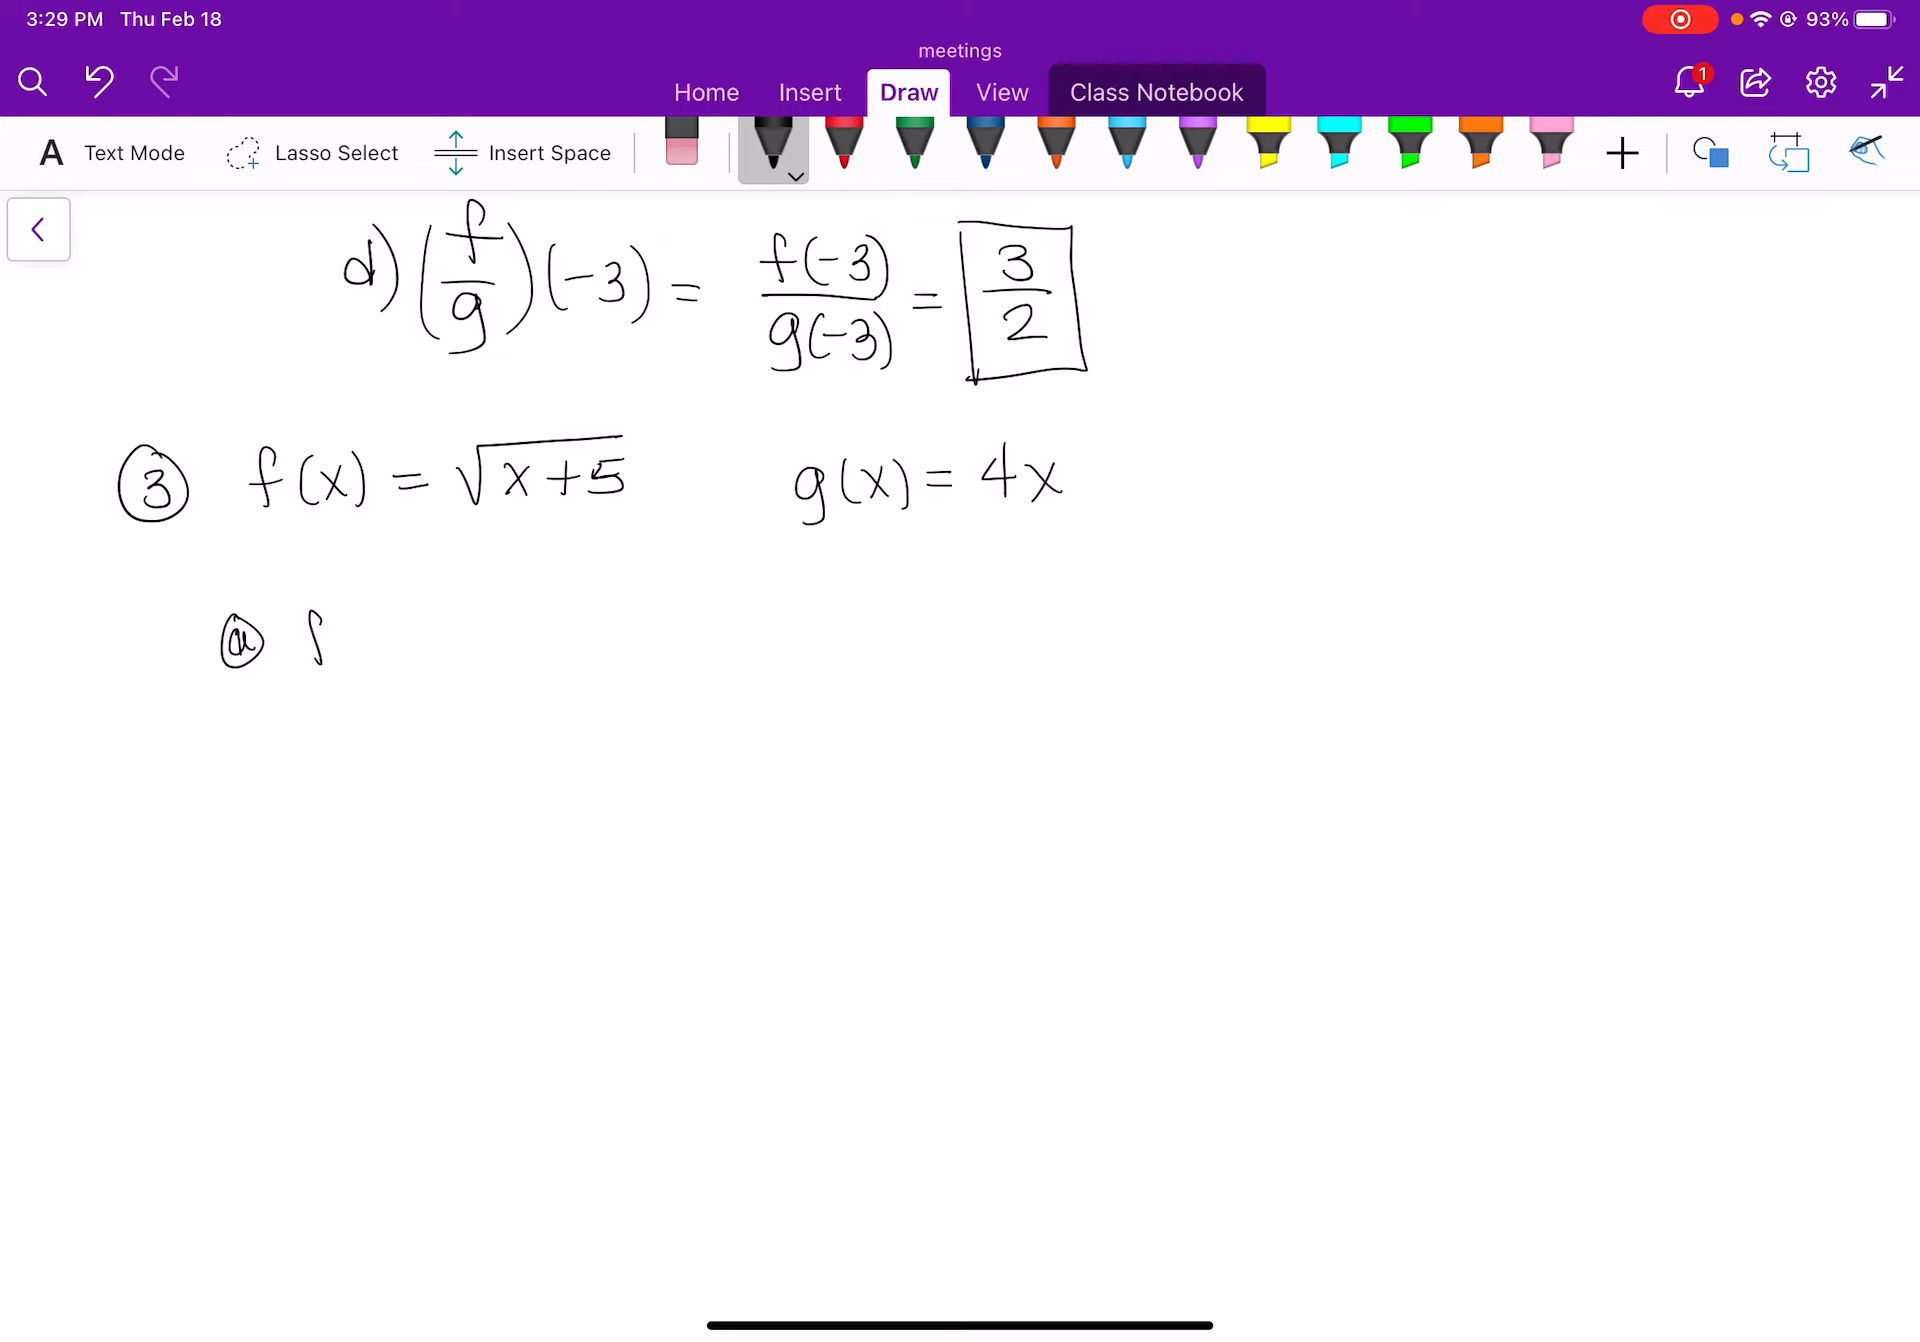 3:29 PM Thu Feb 18 93%
meetings
Home Insert Draw View Class Notebook 1
A Text Mode Lasso Select Insert Space
d) (f/g)(-3) = f(-3)/g(-3) = 3/2
③ f(x) = √(x+5) g(x) = 4x
ⓐ f